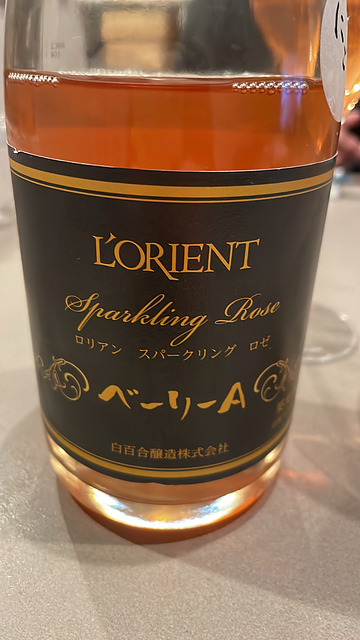 L'ORIENT
Sparkling Rose
ロリアン スパークリング ロゼ
ベーリーA
白百合醸造株式会社